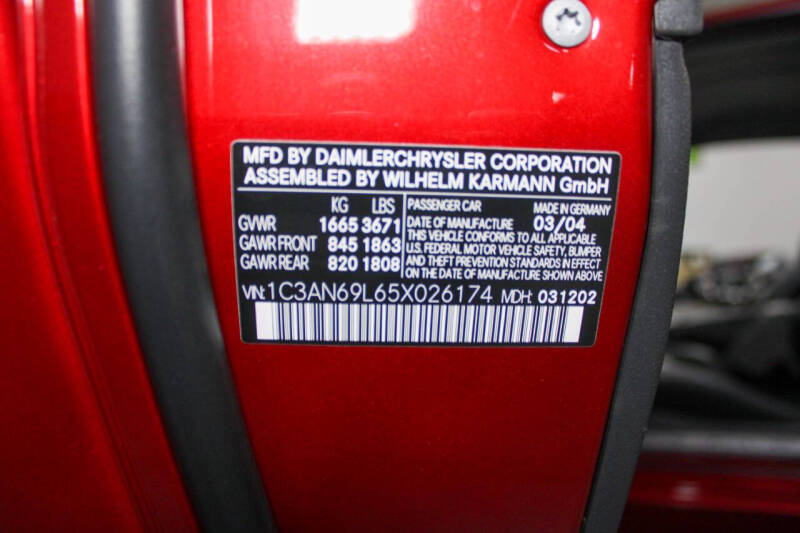 MFD BY DAIMLERCHRYSLER CORPORATION
ASSEMBLED BY WILHELM KARMANN GmbH
KG LBS
GVWR 1665 3671
GAWR FRONT 845 1863
GAWR REAR 820 1808
PASSENGER CAR MADE IN GERMANY
DATE OF MANUFACTURE 03/04
THIS VEHICLE CONFORMS TO ALL APPLICABLE
U.S. FEDERAL MOTOR VEHICLE SAFETY, BUMPER
AND THEFT PREVENTION STANDARDS IN EFFECT
ON THE DATE OF MANUFACTURE SHOWN ABOVE
VIN: 1C3AN69L65X026174 MDH: 031202